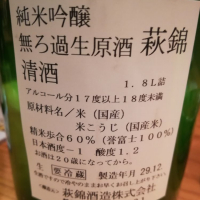 純米吟醸
無ろ過生原酒 萩錦
清酒
1.8L詰
アルコール分17度以上18度未満
原材料名/米(国産)
米こうじ(国産米)
精米歩合60%(誉富士100%)
日本酒度-1 酸度1.2
お酒は20歳になってから。
生 要冷蔵 製造年月29.12.
萩錦酒造株式会社